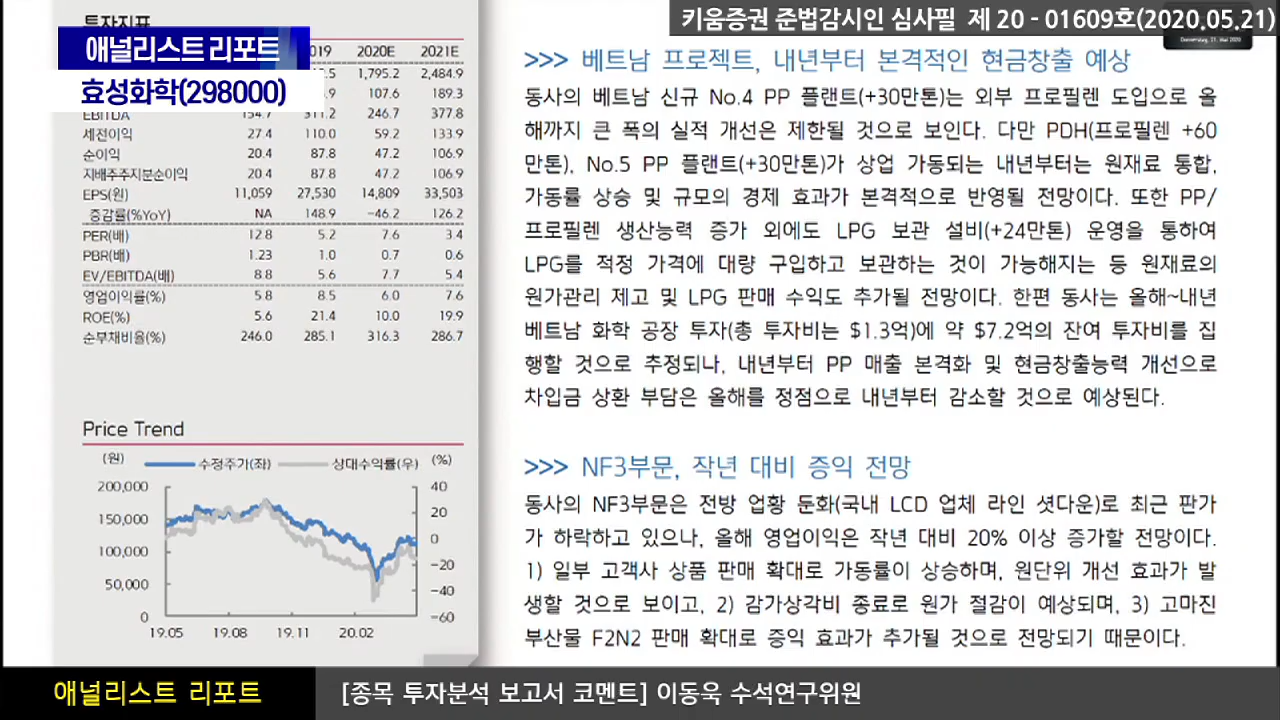 키움증권 준법감시인 심사필 제 20 - 01609호(2020.05.21)
Donnerstag, 21. Mai 2020
투자지표
애널리스트 리포트
효성화학(298000)
2020E 2021E
1,795.2 2,484.9
107.6 189.3
EBITDA 154.7 311.2 246.7 377.8
세전이익 27.4 110.0 59.2 133.9
순이익 20.4 87.8 47.2 106.9
지배주주지분순이익 20.4 87.8 47.2 106.9
EPS(원) 11,059 27,530 14,809 33,503
증감률(%YoY) NA 148.9 -46.2 126.2
PER(배) 12.8 5.2 7.6 3.4
PBR(배) 1.23 1.0 0.7 0.6
EV/EBITDA(배) 8.8 5.6 7.7 5.4
영업이익률(%) 5.8 8.5 6.0 7.6
ROE(%) 5.6 21.4 10.0 19.9
순부채비율(%) 246.0 285.1 316.3 286.7
Price Trend
(원) 수정주가(좌) 상대수익률(우) (%)
200,000 40
150,000 20
100,000 0
50,000 -20
0 -40
-60
19.05 19.08 19.11 20.02
>>> 베트남 프로젝트, 내년부터 본격적인 현금창출 예상
동사의 베트남 신규 No.4 PP 플랜트(+30만톤)는 외부 프로필렌 도입으로 올
해까지 큰 폭의 실적 개선은 제한될 것으로 보인다. 다만 PDH(프로필렌 +60
만톤), No.5 PP 플랜트(+30만톤)가 상업 가동되는 내년부터는 원재료 통합,
가동률 상승 및 규모의 경제 효과가 본격적으로 반영될 전망이다. 또한 PP/
프로필렌 생산능력 증가 외에도 LPG 보관 설비(+24만톤) 운영을 통하여
LPG를 적정 가격에 대량 구입하고 보관하는 것이 가능해지는 등 원재료의
원가관리 제고 및 LPG 판매 수익도 추가될 전망이다. 한편 동사는 올해~내년
베트남 화학 공장 투자(총 투자비는 $1.3억)에 약 $7.2억의 잔여 투자비를 집
행할 것으로 추정되나, 내년부터 PP 매출 본격화 및 현금창출능력 개선으로
차입금 상환 부담은 올해를 정점으로 내년부터 감소할 것으로 예상된다.
>>> NF3부문, 작년 대비 증익 전망
동사의 NF3부문은 전방 업황 둔화(국내 LCD 업체 라인 셧다운)로 최근 판가
가 하락하고 있으나, 올해 영업이익은 작년 대비 20% 이상 증가할 전망이다.
1) 일부 고객사 상품 판매 확대로 가동률이 상승하며, 원단위 개선 효과가 발
생할 것으로 보이고, 2) 감가상각비 종료로 원가 절감이 예상되며, 3) 고마진
부산물 F2N2 판매 확대로 증익 효과가 추가될 것으로 전망되기 때문이다.
애널리스트 리포트
[종목 투자분석 보고서 코멘트] 이동욱 수석연구위원